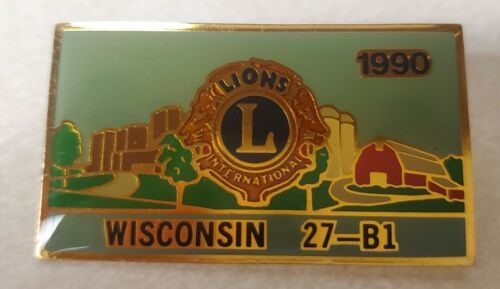 1990
LIONS
L
INTERNATIONAL
WISCONSIN 27-B1